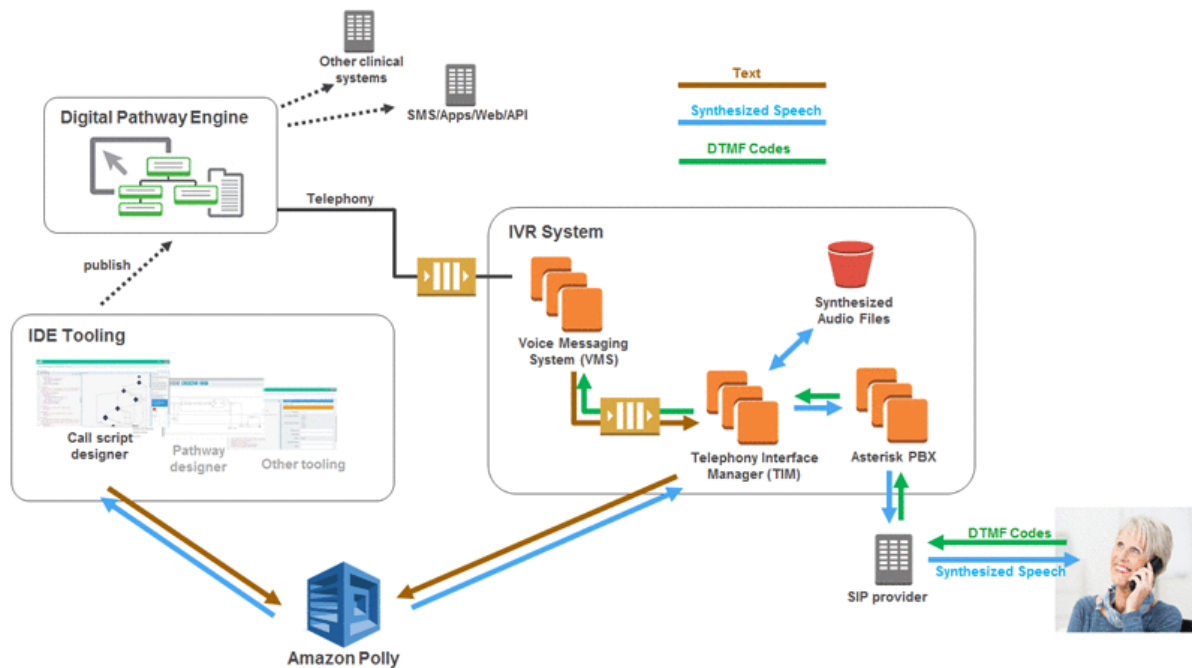 Other clinical
systems
SMS/Apps/Web/API
Text
Synthesized Speech
DTMF Codes
Digital Pathway Engine
Telephony
publish
IVR System
Voice Messaging
System (VMS)
Synthesized
Audio Files
Telephony Interface
Manager (TIM)
Asterisk PBX
IDE Tooling
Call script
designer
Pathway
designer
Other tooling
Amazon Polly
SIP provider
DTMF Codes
Synthesized Speech